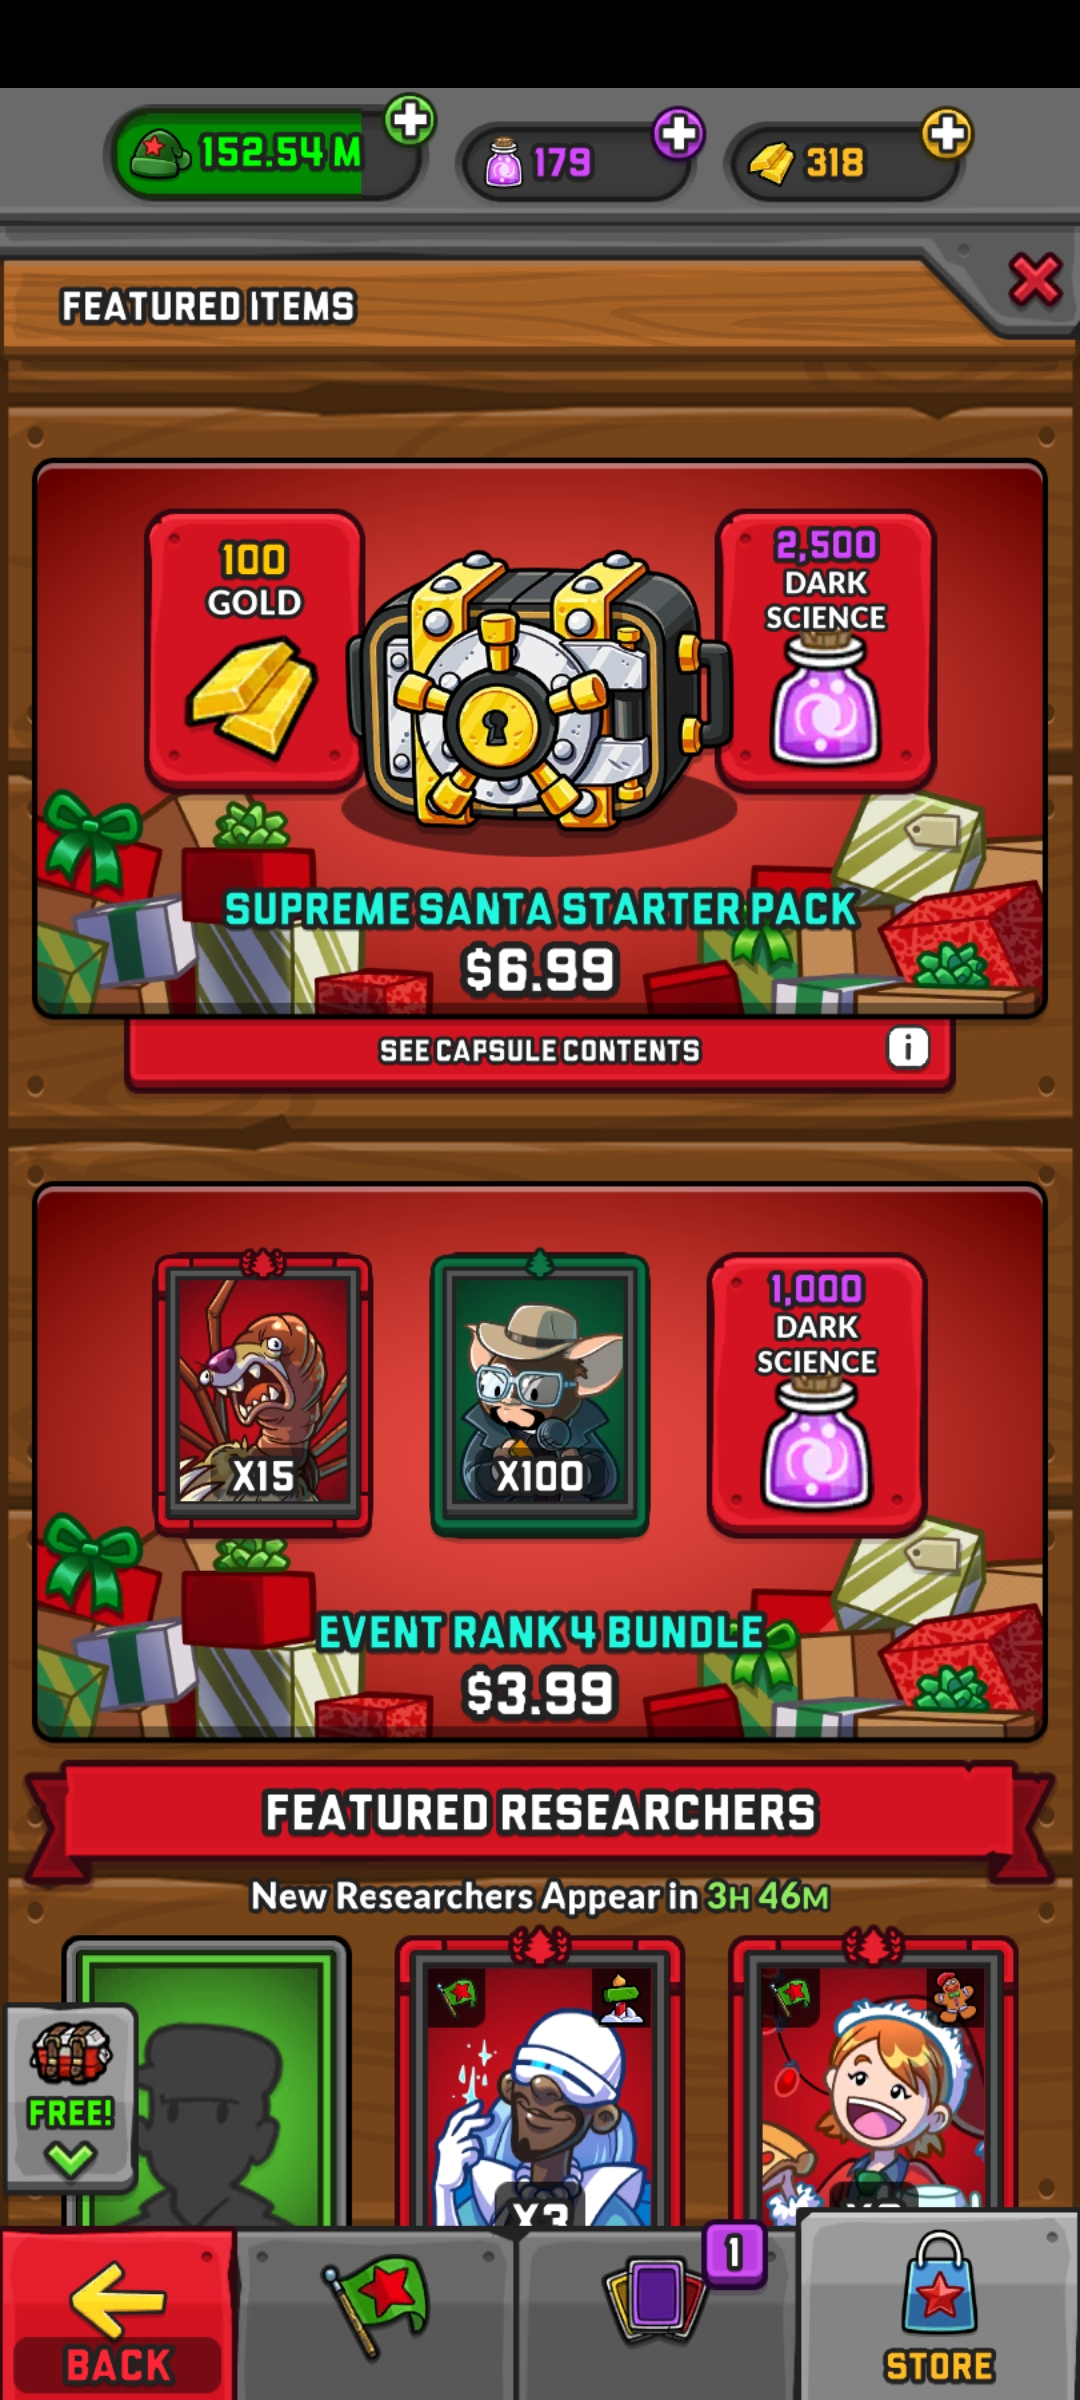 152.54 M
179
318
FEATURED ITEMS
100
GOLD
2,500
DARK
SCIENCE
SUPREME SANTA STARTER PACK
$6.99
SEE CAPSULE CONTENTS
i
X15
X100
1,000
DARK
SCIENCE
EVENT RANK 4 BUNDLE
$3.99
FEATURED RESEARCHERS
New Researchers Appear in 3H 46M
FREE!
X3
1
BACK
STORE